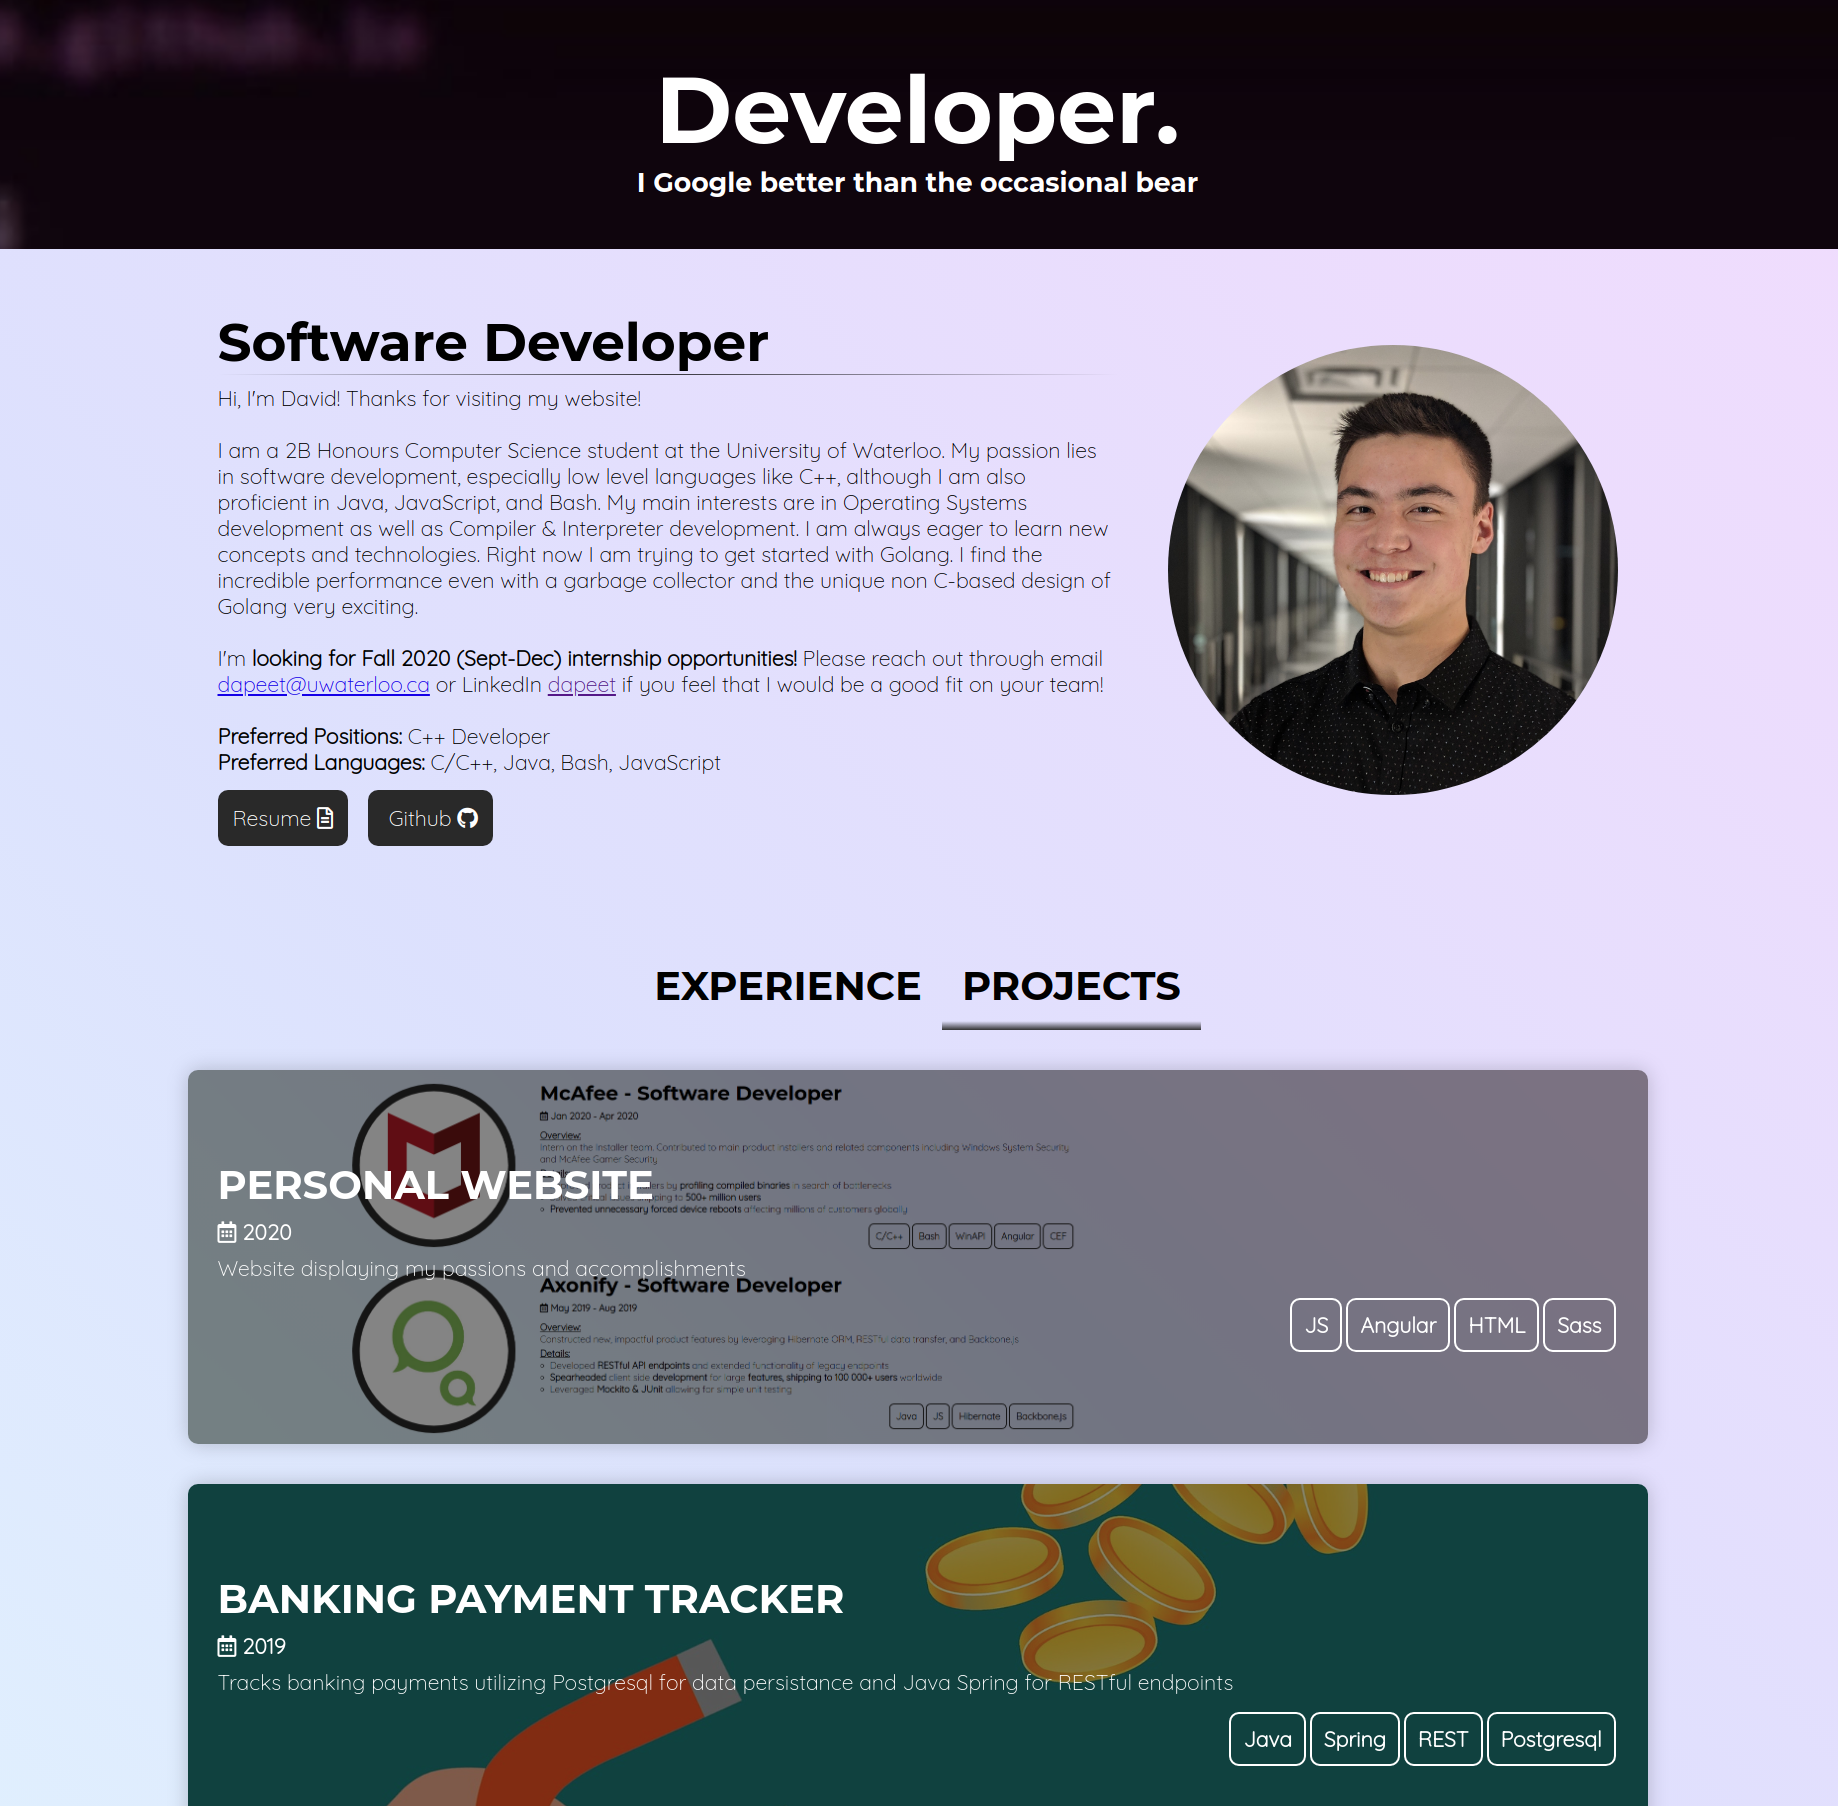 .github.io
Developer.
I Google better than the occasional bear
Software Developer
Hi, I'm David! Thanks for visiting my website!
I am a 2B Honours Computer Science student at the University of Waterloo. My passion lies
in software development, especially low level languages like C++, although I am also
proficient in Java, JavaScript, and Bash. My main interests are in Operating Systems
development as well as Compiler & Interpreter development. I am always eager to learn new
concepts and technologies. Right now I am trying to get started with Golang. I find the
incredible performance even with a garbage collector and the unique non C-based design of
Golang very exciting.
I'm looking for Fall 2020 (Sept-Dec) internship opportunities! Please reach out through email
dapeet@uwaterloo.ca or LinkedIn dapeet if you feel that I would be a good fit on your team!
Preferred Positions: C++ Developer
Preferred Languages: C/C++, Java, Bash, JavaScript
Resume Github
EXPERIENCE PROJECTS
McAfee - Software Developer
Jan 2020 - Apr 2020
Overview:
Intern on the installer team. Contributed to main product installers and related components including Windows System Security
and McAfee Gamer Security
PERSONAL WEBSITE
by profiling compiled binaries in search of bottlenecks
shipping to 500+ million users
Prevented unnecessary forced device reboots affecting millions of customers globally
2020
C/C++ Bash WinAPI Angular CEF
Website displaying my passions and accomplishments
Axonify - Software Developer
May 2019 - Aug 2019
Overview:
Constructed new, impactful product features by leveraging Hibernate ORM, RESTful data transfer, and Backbone.js
Details:
Developed RESTful API endpoints and extended functionality of legacy endpoints
Spearheaded client side development for large features, shipping to 100 000+ users worldwide
Leveraged Mockito & JUnit allowing for simple unit testing
JS Angular HTML Sass
Java JS Hibernate Backbone.js
BANKING PAYMENT TRACKER
2019
Tracks banking payments utilizing Postgresql for data persistance and Java Spring for RESTful endpoints
Java Spring REST Postgresql